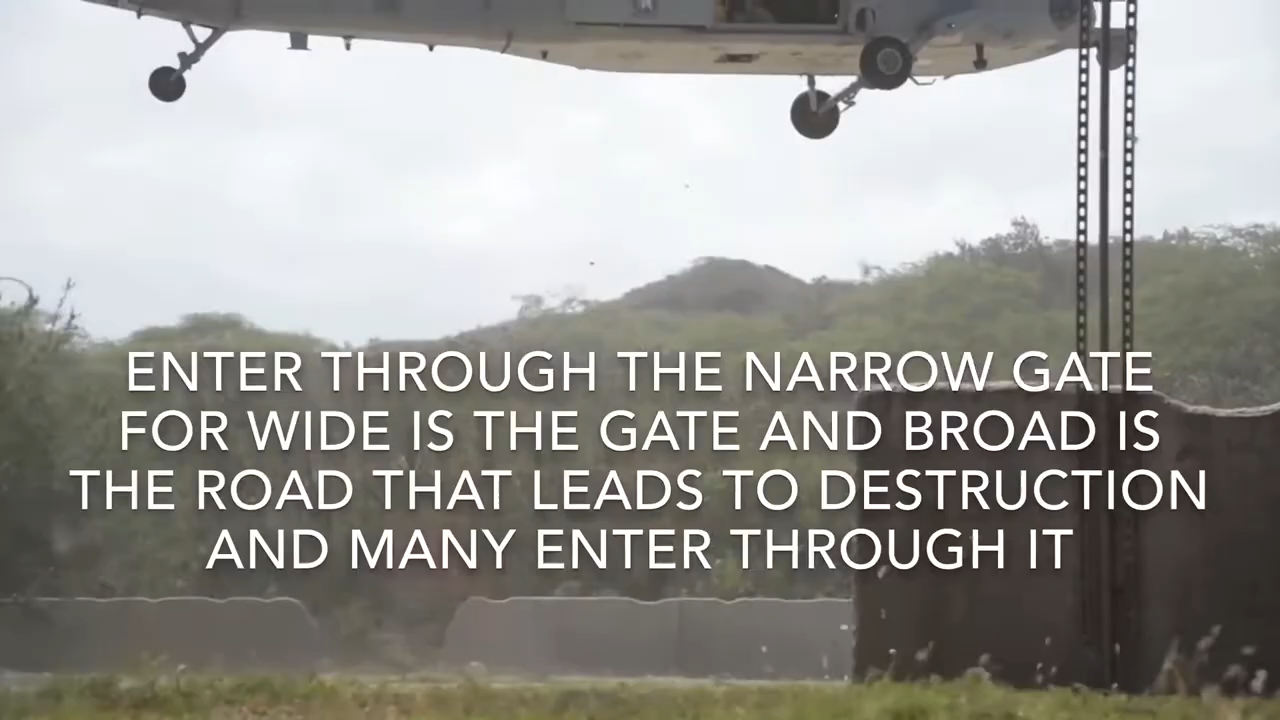 ENTER THROUGH THE NARROW GATE
FOR WIDE IS THE GATE AND BROAD IS
THE ROAD THAT LEADS TO DESTRUCTION
AND MANY ENTER THROUGH IT